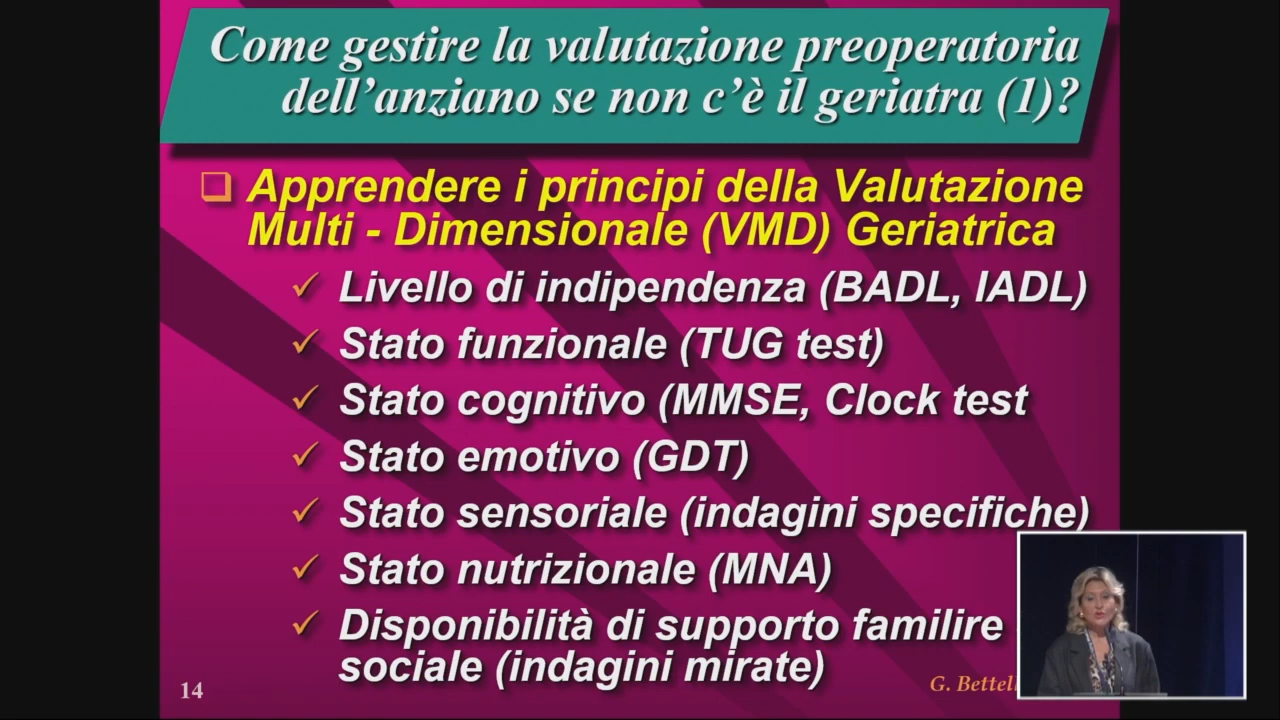 Come gestire la valutazione preoperatoria
dell'anziano se non c'è il geriatra (1)?
Apprendere i principi della Valutazione
Multi - Dimensionale (VMD) Geriatrica
Livello di indipendenza (BADL, IADL)
Stato funzionale (TUG test)
Stato cognitivo (MMSE, Clock test
Stato emotivo (GDT)
Stato sensoriale (indagini specifiche)
Stato nutrizionale (MNA)
Disponibilità di supporto familire
sociale (indagini mirate)
14
G.